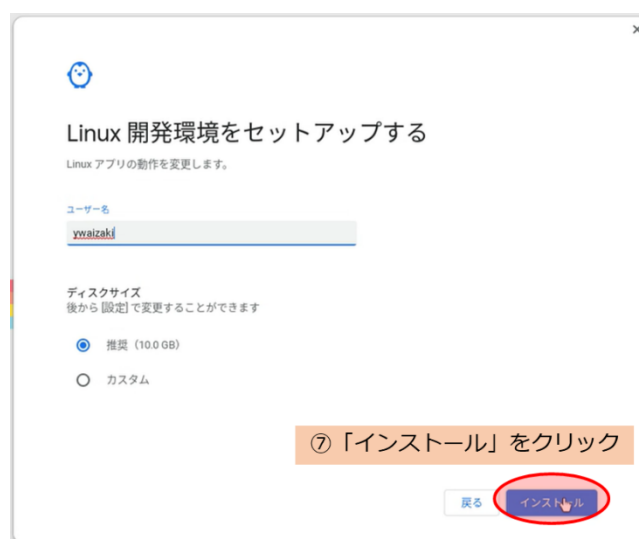 ×
Linux 開発環境をセットアップする
Linux アプリの動作を変更します。
ユーザー名
ywaizaki
ディスクサイズ
後から [設定] で変更することができます
推奨（10.0 GB）
カスタム
⑦「インストール」をクリック
戻る
インストール